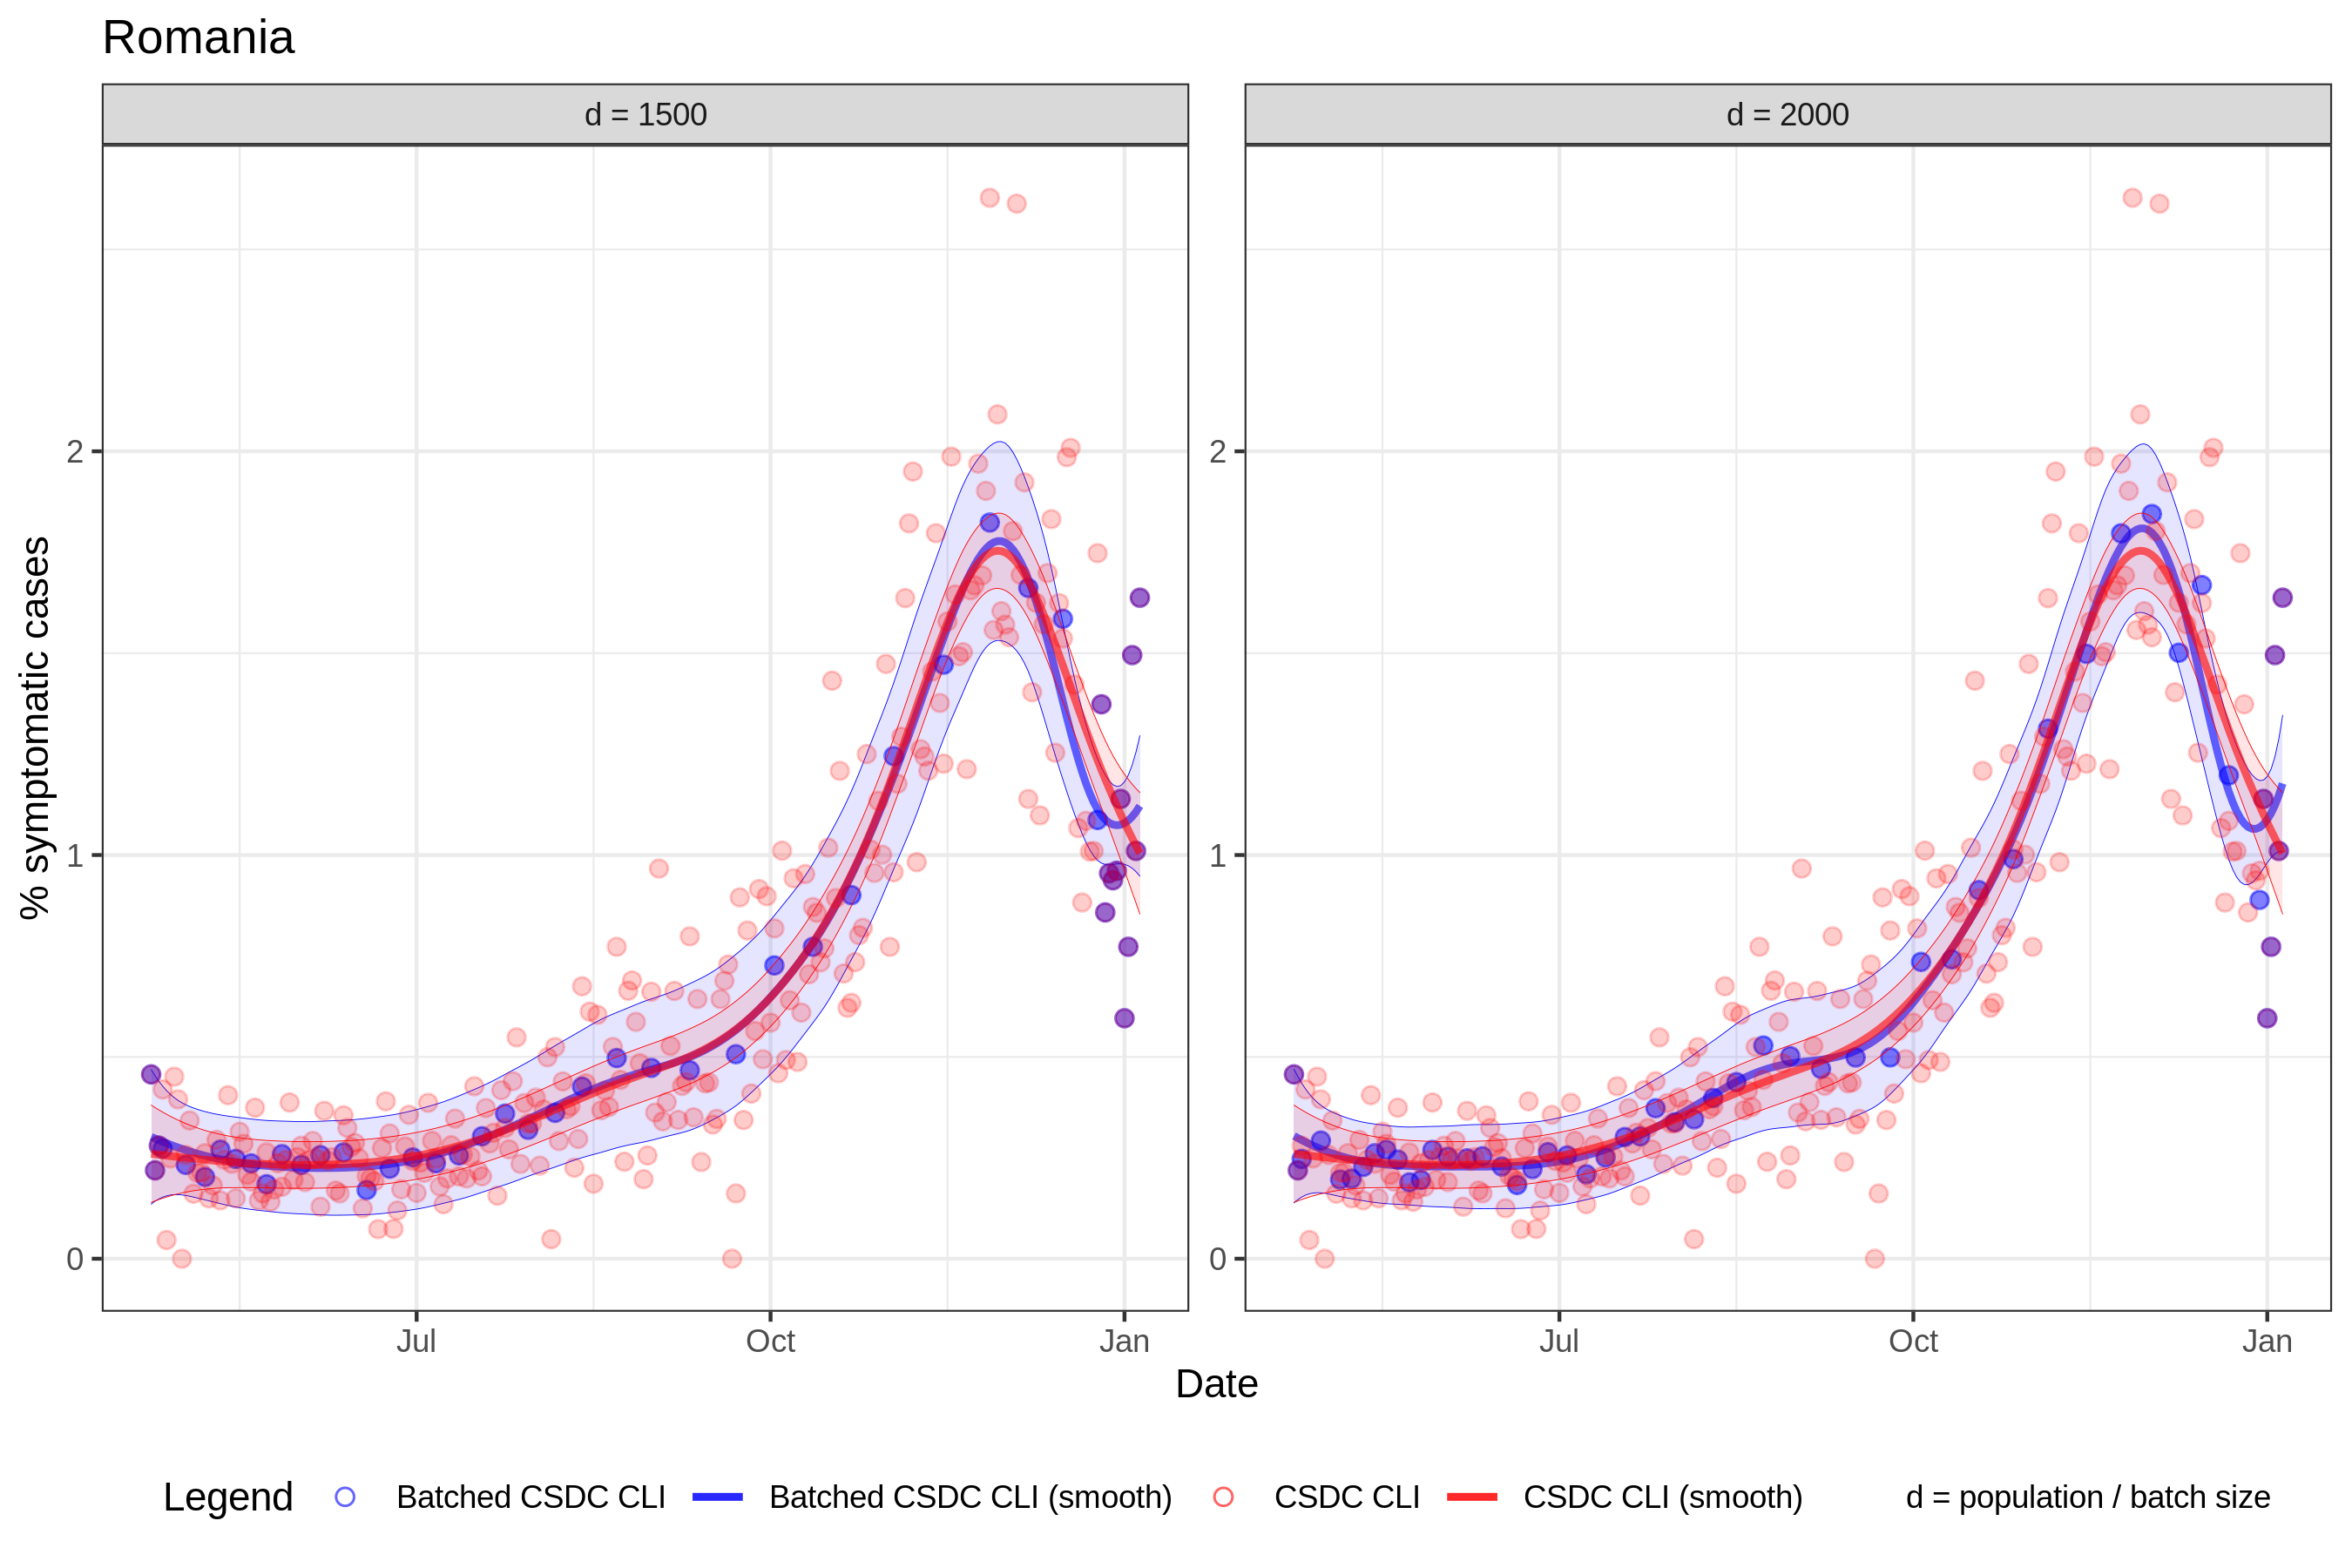 Romania
d = 1500
d = 2000
% symptomatic cases
2
1
0
2
1
0
Jul
Oct
Jan
Jul
Oct
Jan
Date
Legend
Batched CSDC CLI
Batched CSDC CLI (smooth)
CSDC CLI
CSDC CLI (smooth)
d = population / batch size